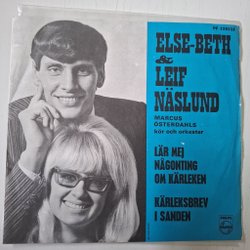 ELSE-BETH
&
LEIF
NÄSLUND
MARCUS
ÖSTERDAHLS
kör och orkester
LÄR MEJ
NÅGONTING
OM KÄRLEKEN
KÄRLEKSBREV
I SANDEN
PHILIPS